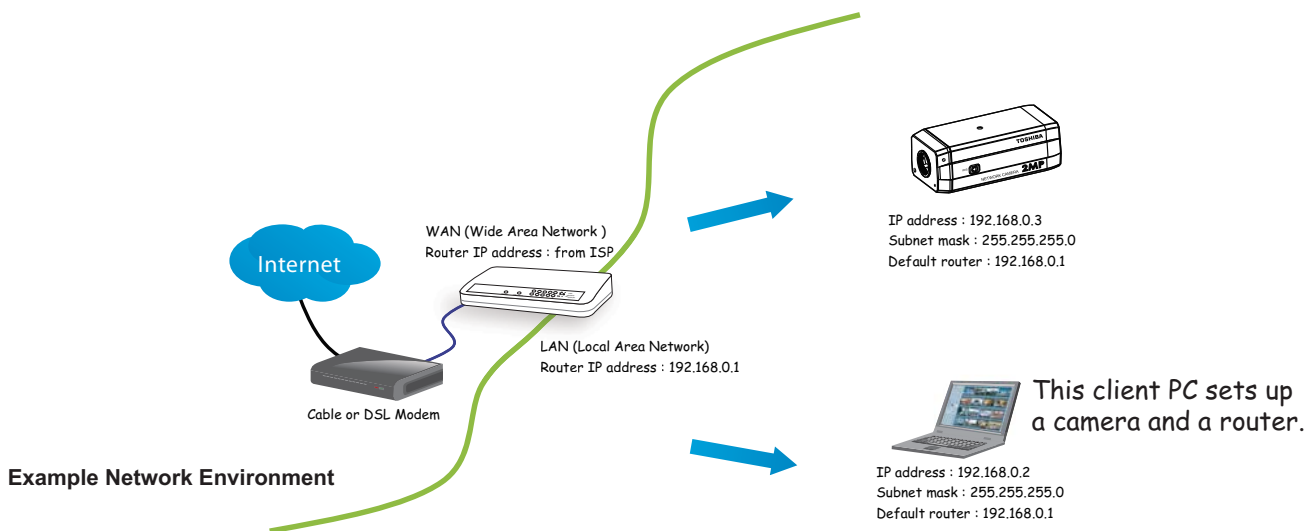 TOSHIBA
NETWORK CAMERA 2MP
IP address : 192.168.0.3
Subnet mask : 255.255.255.0
Default router : 192.168.0.1
WAN (Wide Area Network )
Router IP address : from ISP
Internet
LAN (Local Area Network)
Router IP address : 192.168.0.1
Cable or DSL Modem
This client PC sets up
a camera and a router.
IP address : 192.168.0.2
Subnet mask : 255.255.255.0
Default router : 192.168.0.1
Example Network Environment